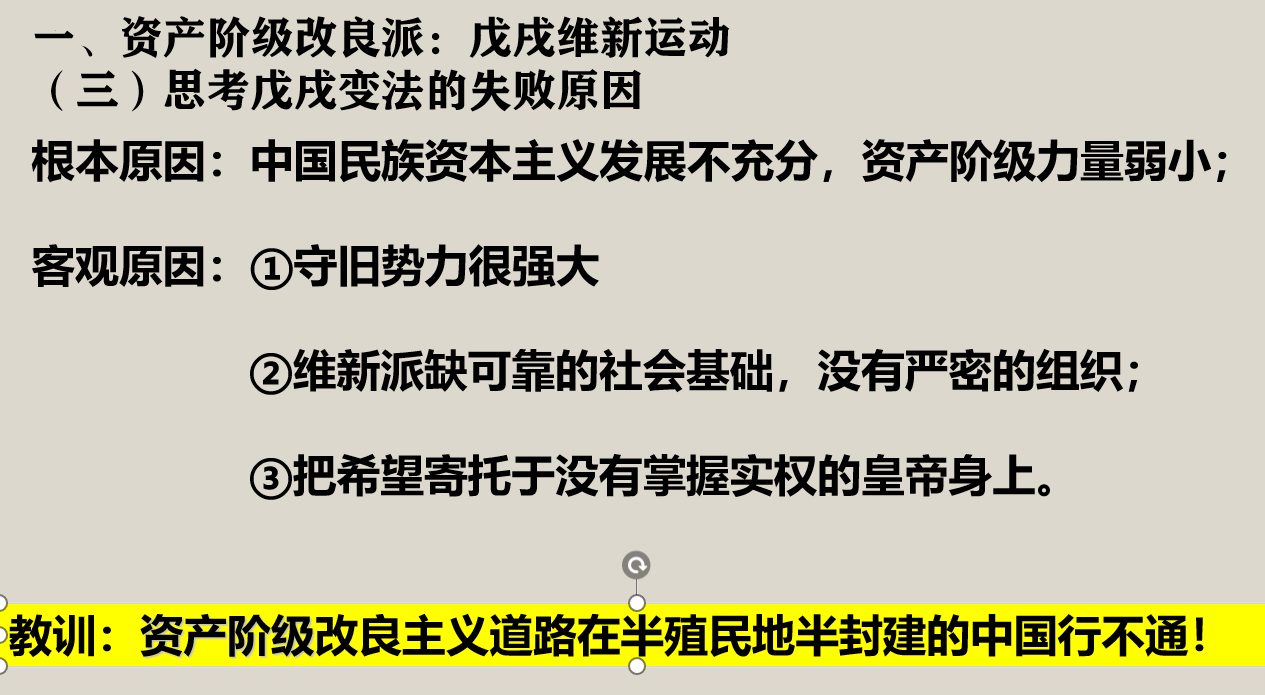 一、资产阶级改良派：戊戌维新运动
（三）思考戊戌变法的失败原因
根本原因：中国民族资本主义发展不充分，资产阶级力量弱小；
客观原因：①守旧势力很强大
②维新派缺可靠的社会基础，没有严密的组织；
③把希望寄托于没有掌握实权的皇帝身上。
教训：资产阶级改良主义道路在半殖民地半封建的中国行不通！